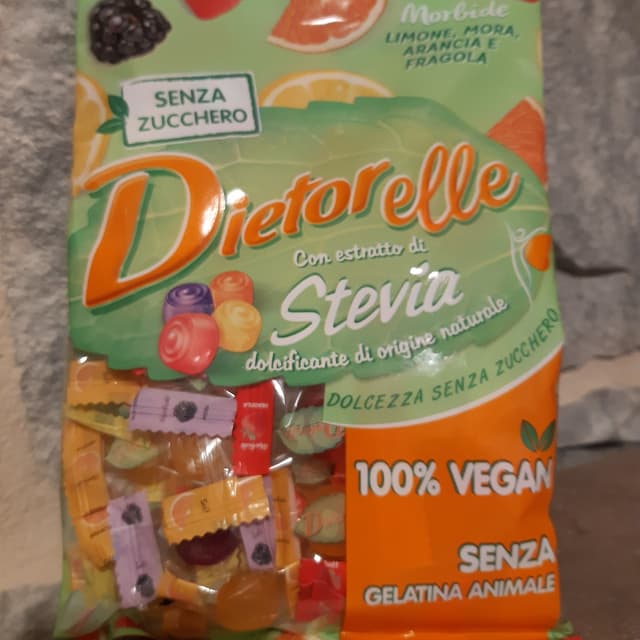 Morbide
LIMONE, MORA,
ARANCIA E
FRAGOLA
SENZA
ZUCCHERO
Dietorelle
Con estratto di
Stevia
dolcificante di origine naturale
DOLCEZZA SENZA ZUCCHERO
100% VEGAN
SENZA
GELATINA ANIMALE